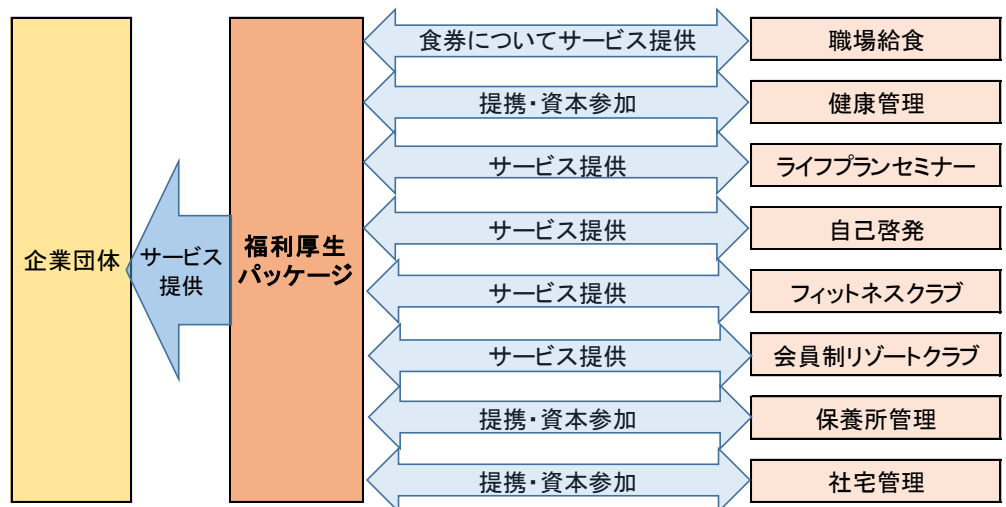 企業団体
サービス
提供
福利厚生
パッケージ
食券についてサービス提供
職場給食
提携・資本参加
健康管理
サービス提供
ライフプランセミナー
サービス提供
自己啓発
サービス提供
フィットネスクラブ
サービス提供
会員制リゾートクラブ
提携・資本参加
保養所管理
提携・資本参加
社宅管理